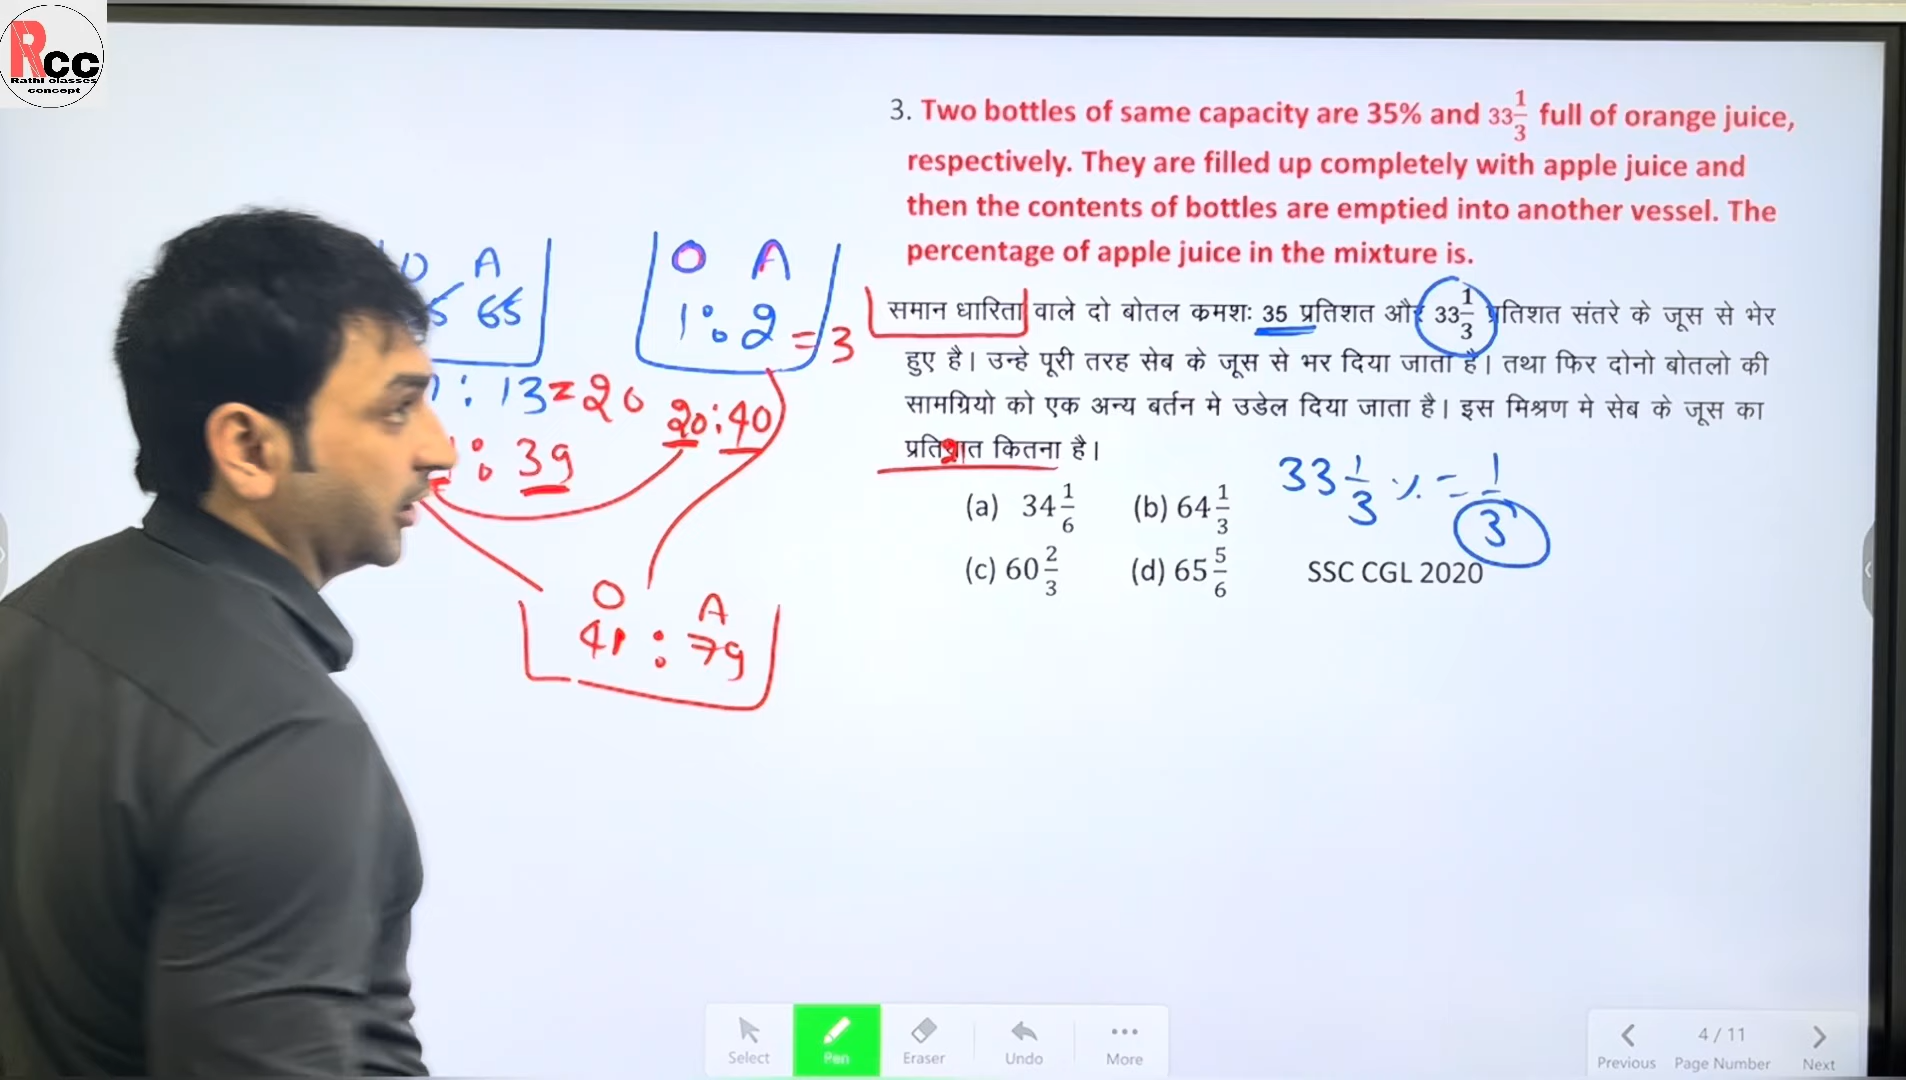 Rcc
Rathi classes
concept
3. Two bottles of same capacity are 35% and 33 1/3 full of orange juice,
respectively. They are filled up completely with apple juice and
then the contents of bottles are emptied into another vessel. The
percentage of apple juice in the mixture is.
समान धारिता वाले दो बोतल कमशः 35 प्रतिशत और 33 1/3 प्रतिशत संतरे के जूस से भेर
हुए है। उन्हे पूरी तरह सेब के जूस से भर दिया जाता है। तथा फिर दोनो बोतलो की
सामग्रियो को एक अन्य बर्तन मे उडेल दिया जाता है। इस मिश्रण मे सेब के जूस का
प्रतिशत कितना है।
(a) 34 1/6 (b) 64 1/3
(c) 60 2/3 (d) 65 5/6 SSC CGL 2020
33 1/3 % = 1/3
O A
65
: 13 = 20
: 39
O A
1 : 2 = 3
20 : 40
O A
41 : 79
Select Pen Eraser Undo More
4 / 11
Previous Page Number Next